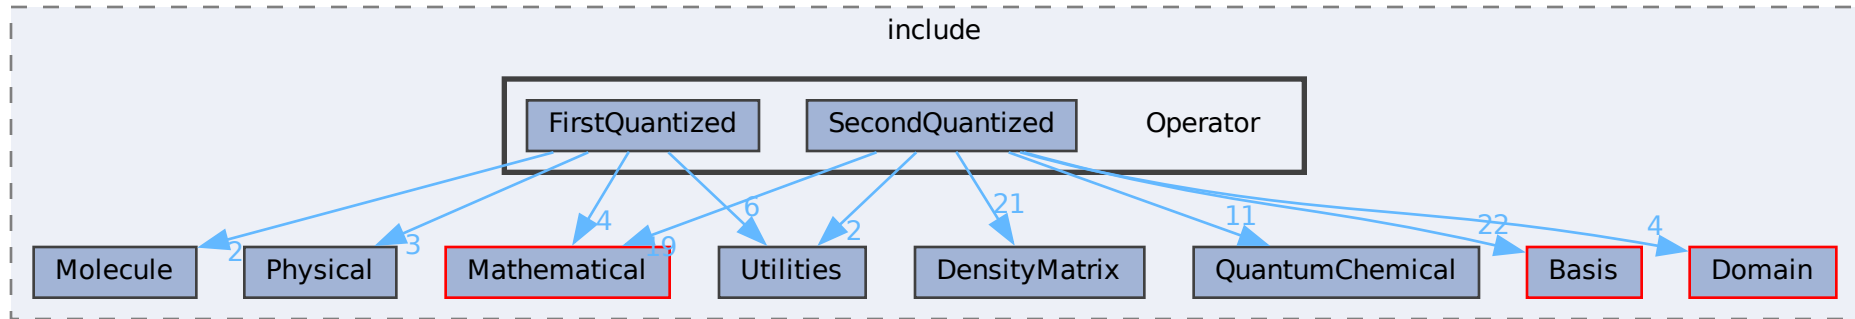 include
FirstQuantized
SecondQuantized
Operator
6
21
11
22
4
4
2
2
3
19
Molecule
Physical
Mathematical
Utilities
DensityMatrix
QuantumChemical
Basis
Domain